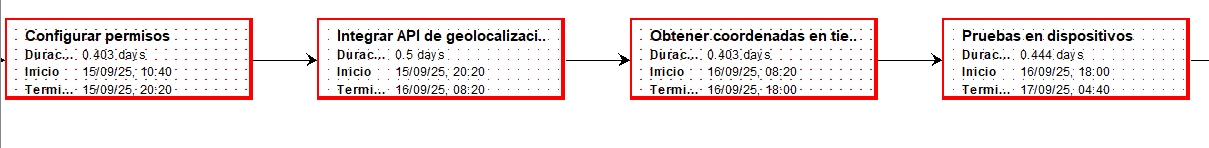 Configurar permisos
Durac... 0.403 days
Inicio 15/09/25, 10:40
Termi... 15/09/25, 20:20
Integrar API de geolocalizaci..
Durac... 0.5 days
Inicio 15/09/25, 20:20
Termi... 16/09/25, 08:20
Obtener coordenadas en tie..
Durac... 0.403 days
Inicio 16/09/25, 08:20
Termi... 16/09/25, 18:00
Pruebas en dispositivos
Durac... 0.444 days
Inicio 16/09/25, 18:00
Termi... 17/09/25, 04:40